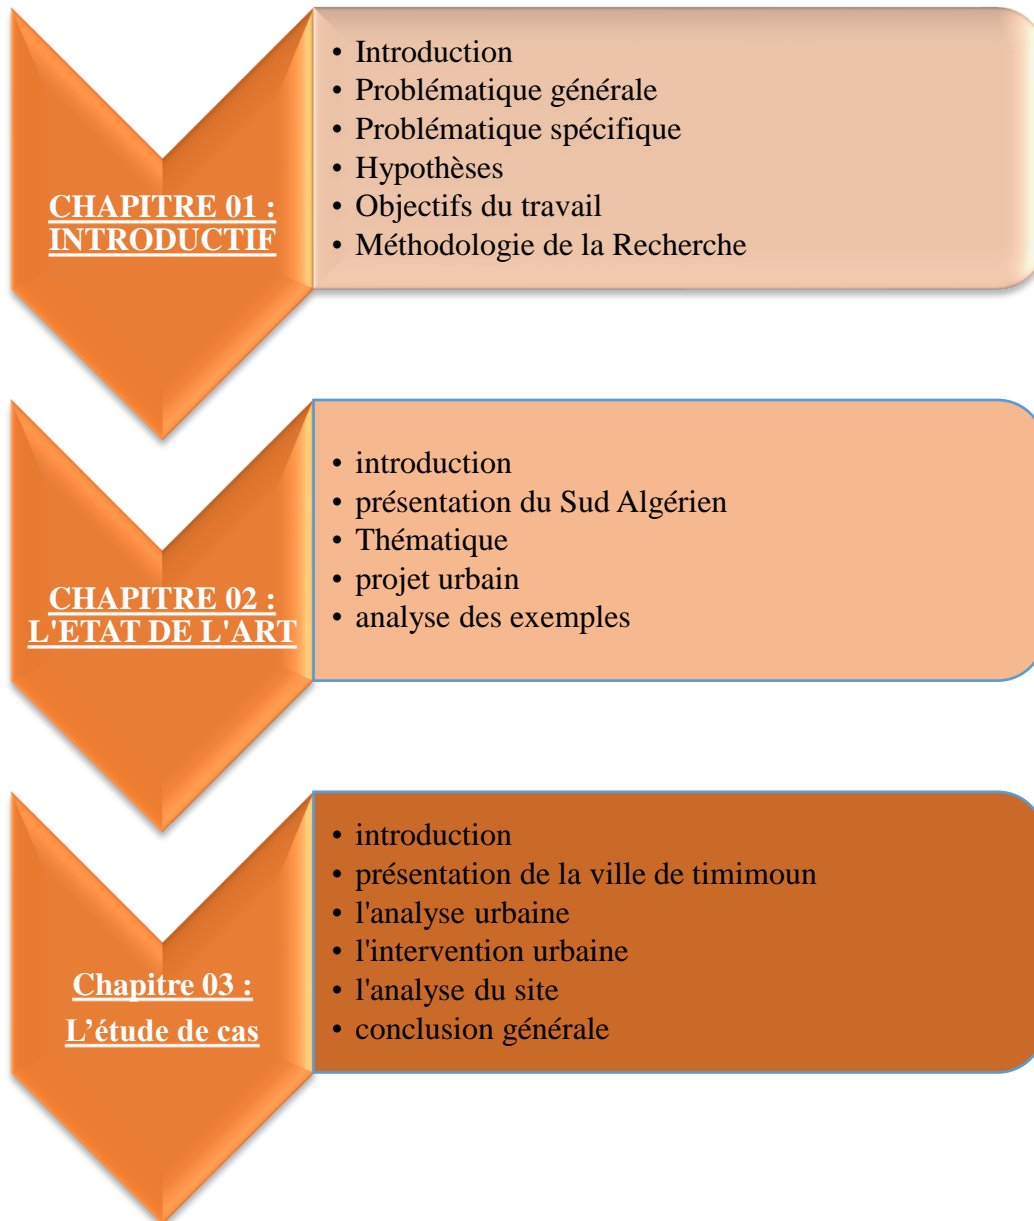 CHAPITRE 01 :
INTRODUCTIF
• Introduction
• Problématique générale
• Problématique spécifique
• Hypothèses
• Objectifs du travail
• Méthodologie de la Recherche
CHAPITRE 02 :
L'ETAT DE L'ART
• introduction
• présentation du Sud Algérien
• Thématique
• projet urbain
• analyse des exemples
Chapitre 03 :
L’étude de cas
• introduction
• présentation de la ville de timimoun
• l'analyse urbaine
• l'intervention urbaine
• l'analyse du site
• conclusion générale